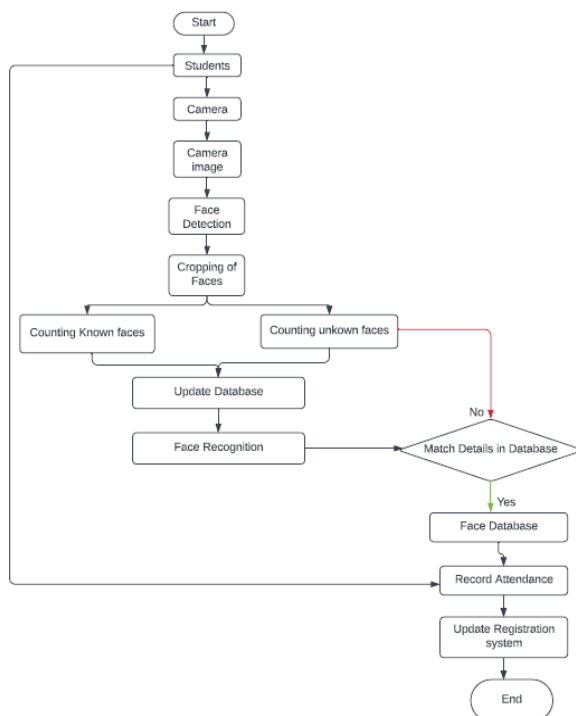 Start
Students
Camera
Camera
image
Face
Detection
Cropping of
Faces
Counting Known faces
Counting unkown faces
Update Database
No
Face Recognition
Match Details in Database
Yes
Face Database
Record Attendance
Update Registration
system
End